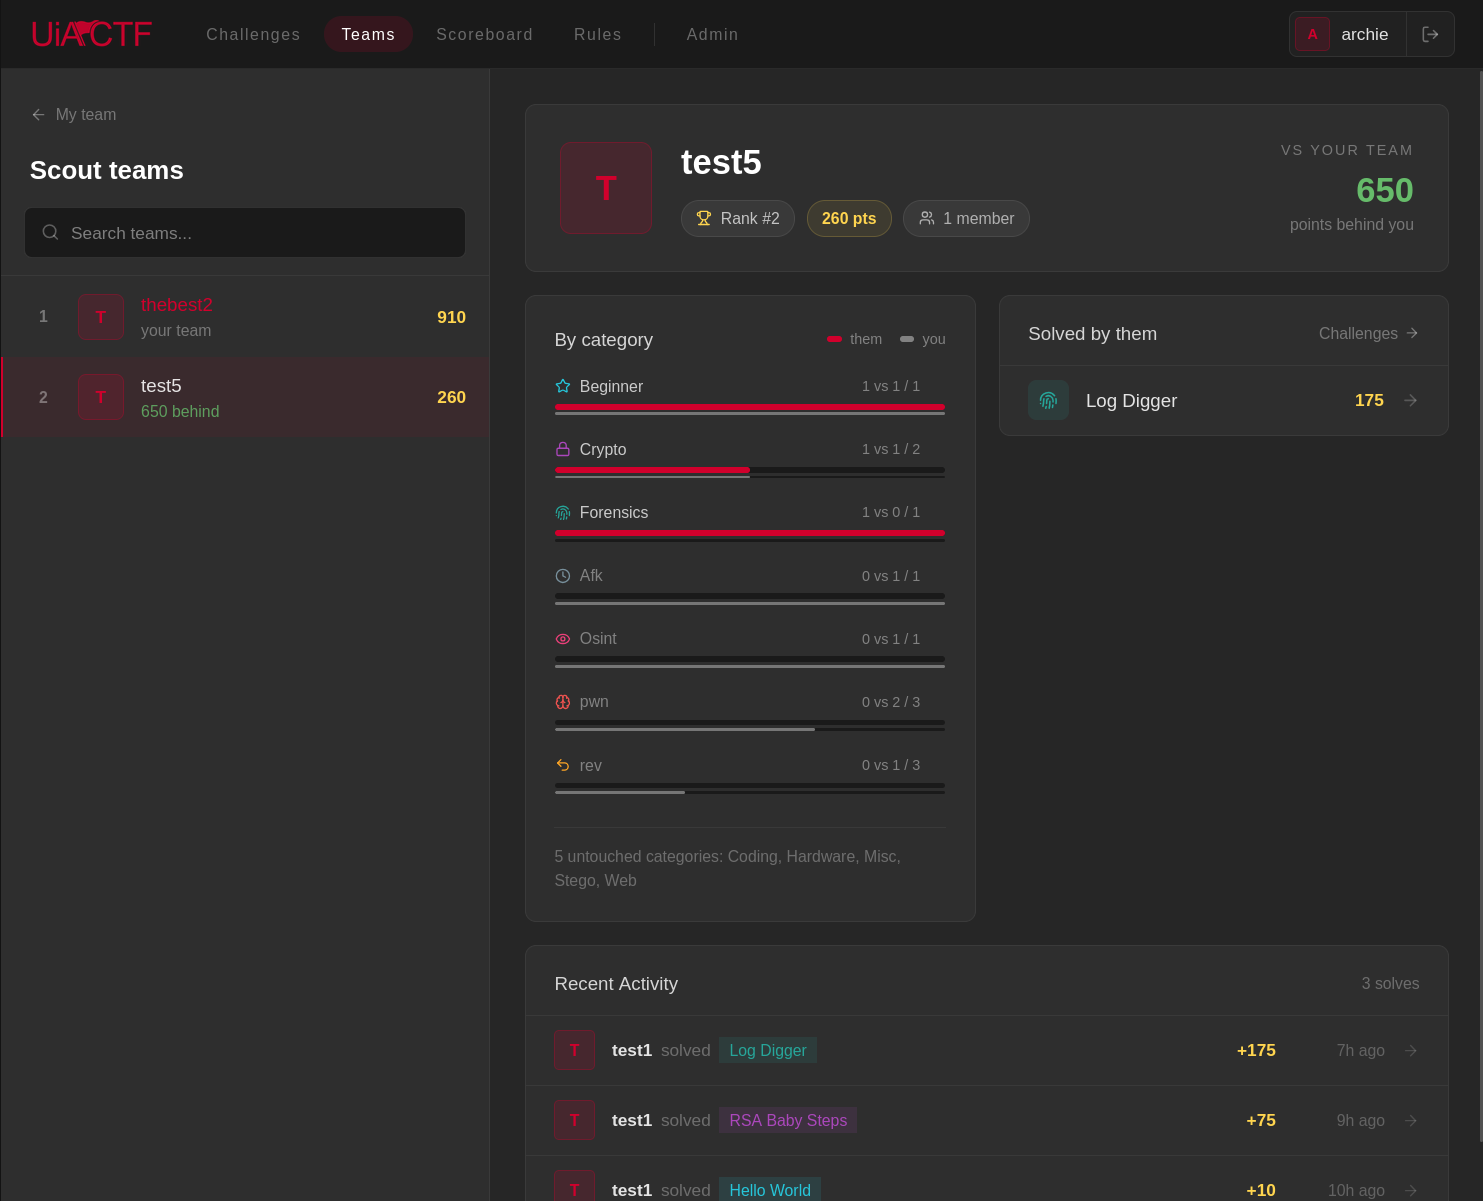 UiACTF
Challenges
Teams
Scoreboard
Rules
Admin
A
archie
My team
Scout teams
Search teams...
1
T
thebest2
your team
910
2
T
test5
650 behind
260
T
test5
Rank #2
260 pts
1 member
VS YOUR TEAM
650
points behind you
By category
them
you
Beginner
1 vs 1 / 1
Crypto
1 vs 1 / 2
Forensics
1 vs 0 / 1
Afk
0 vs 1 / 1
Osint
0 vs 1 / 1
pwn
0 vs 2 / 3
rev
0 vs 1 / 3
5 untouched categories: Coding, Hardware, Misc,
Stego, Web
Solved by them
Challenges
Log Digger
175
Recent Activity
3 solves
T
test1 solved Log Digger
+175
7h ago
T
test1 solved RSA Baby Steps
+75
9h ago
T
test1 solved Hello World
+10
10h ago